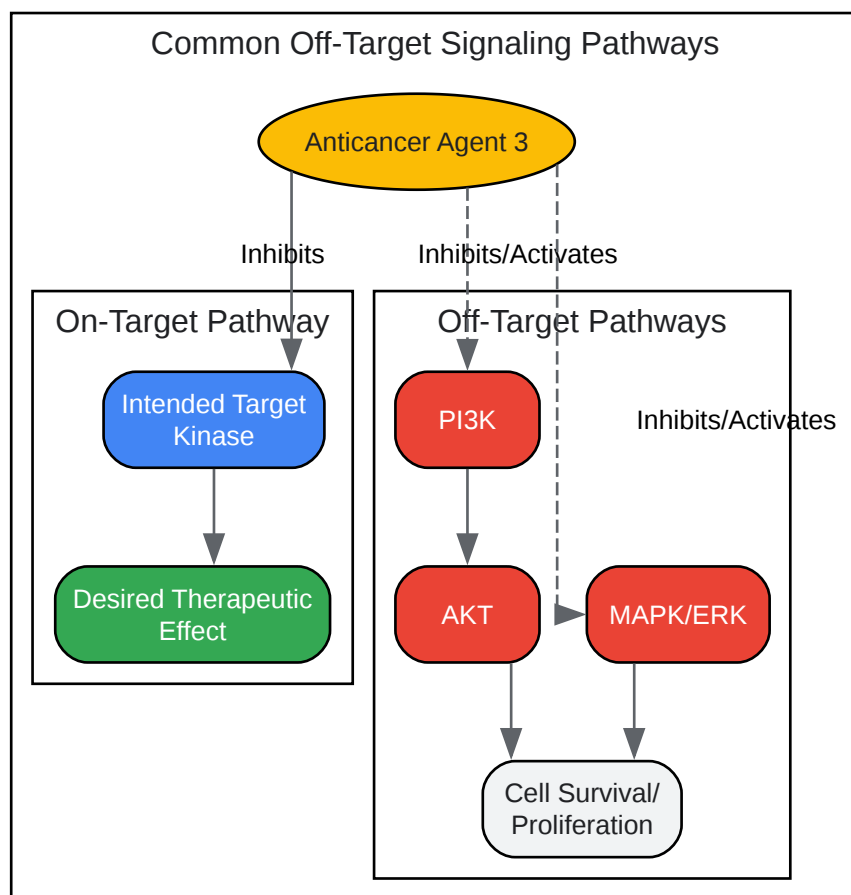 Common Off-Target Signaling Pathways
Anticancer Agent 3
Inhibits
Inhibits/Activates
On-Target Pathway
Off-Target Pathways
Intended Target
Kinase
PI3K
Inhibits/Activates
Desired Therapeutic
Effect
AKT
MAPK/ERK
Cell Survival/
Proliferation